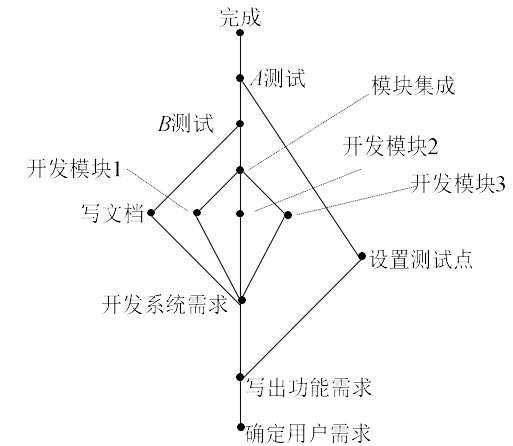 完成
A测试
模块集成
B测试
开发模块2
开发模块1
开发模块3
写文档
设置测试点
开发系统需求
写出功能需求
确定用户需求